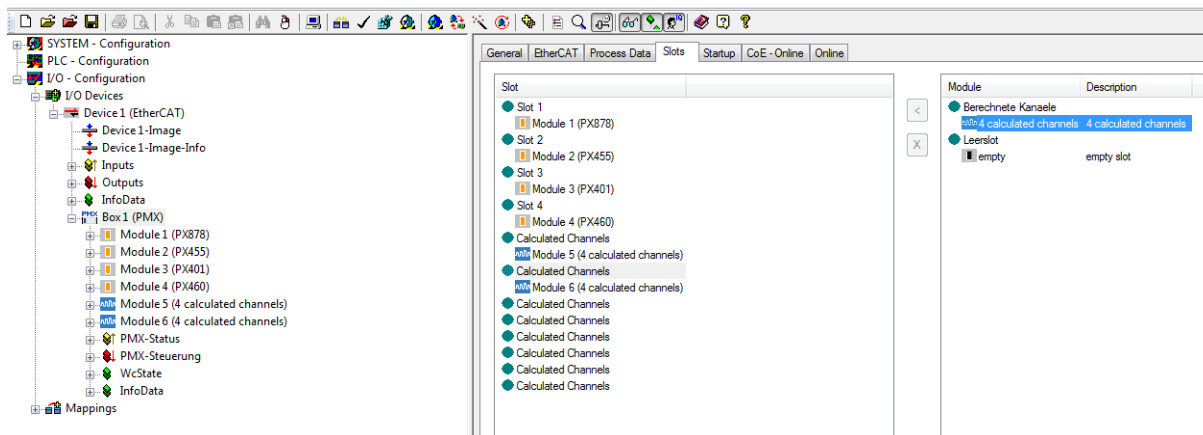 SYSTEM - Configuration
PLC - Configuration
I/O - Configuration
I/O Devices
Device 1 (EtherCAT)
Device 1-Image
Device 1-Image-Info
Inputs
Outputs
InfoData
Box 1 (PMX)
Module 1 (PX878)
Module 2 (PX455)
Module 3 (PX401)
Module 4 (PX460)
Module 5 (4 calculated channels)
Module 6 (4 calculated channels)
PMX-Status
PMX-Steuerung
WcState
InfoData
Mappings
General EtherCAT Process Data Slots Startup CoE - Online Online
Slot
Slot 1
Module 1 (PX878)
Slot 2
Module 2 (PX455)
Slot 3
Module 3 (PX401)
Slot 4
Module 4 (PX460)
Calculated Channels
Module 5 (4 calculated channels)
Calculated Channels
Module 6 (4 calculated channels)
Calculated Channels
Calculated Channels
Calculated Channels
Calculated Channels
Calculated Channels
Calculated Channels
<
X
Module Description
Berechnete Kanaele
4 calculated channels 4 calculated channels
Leerslot
empty empty slot